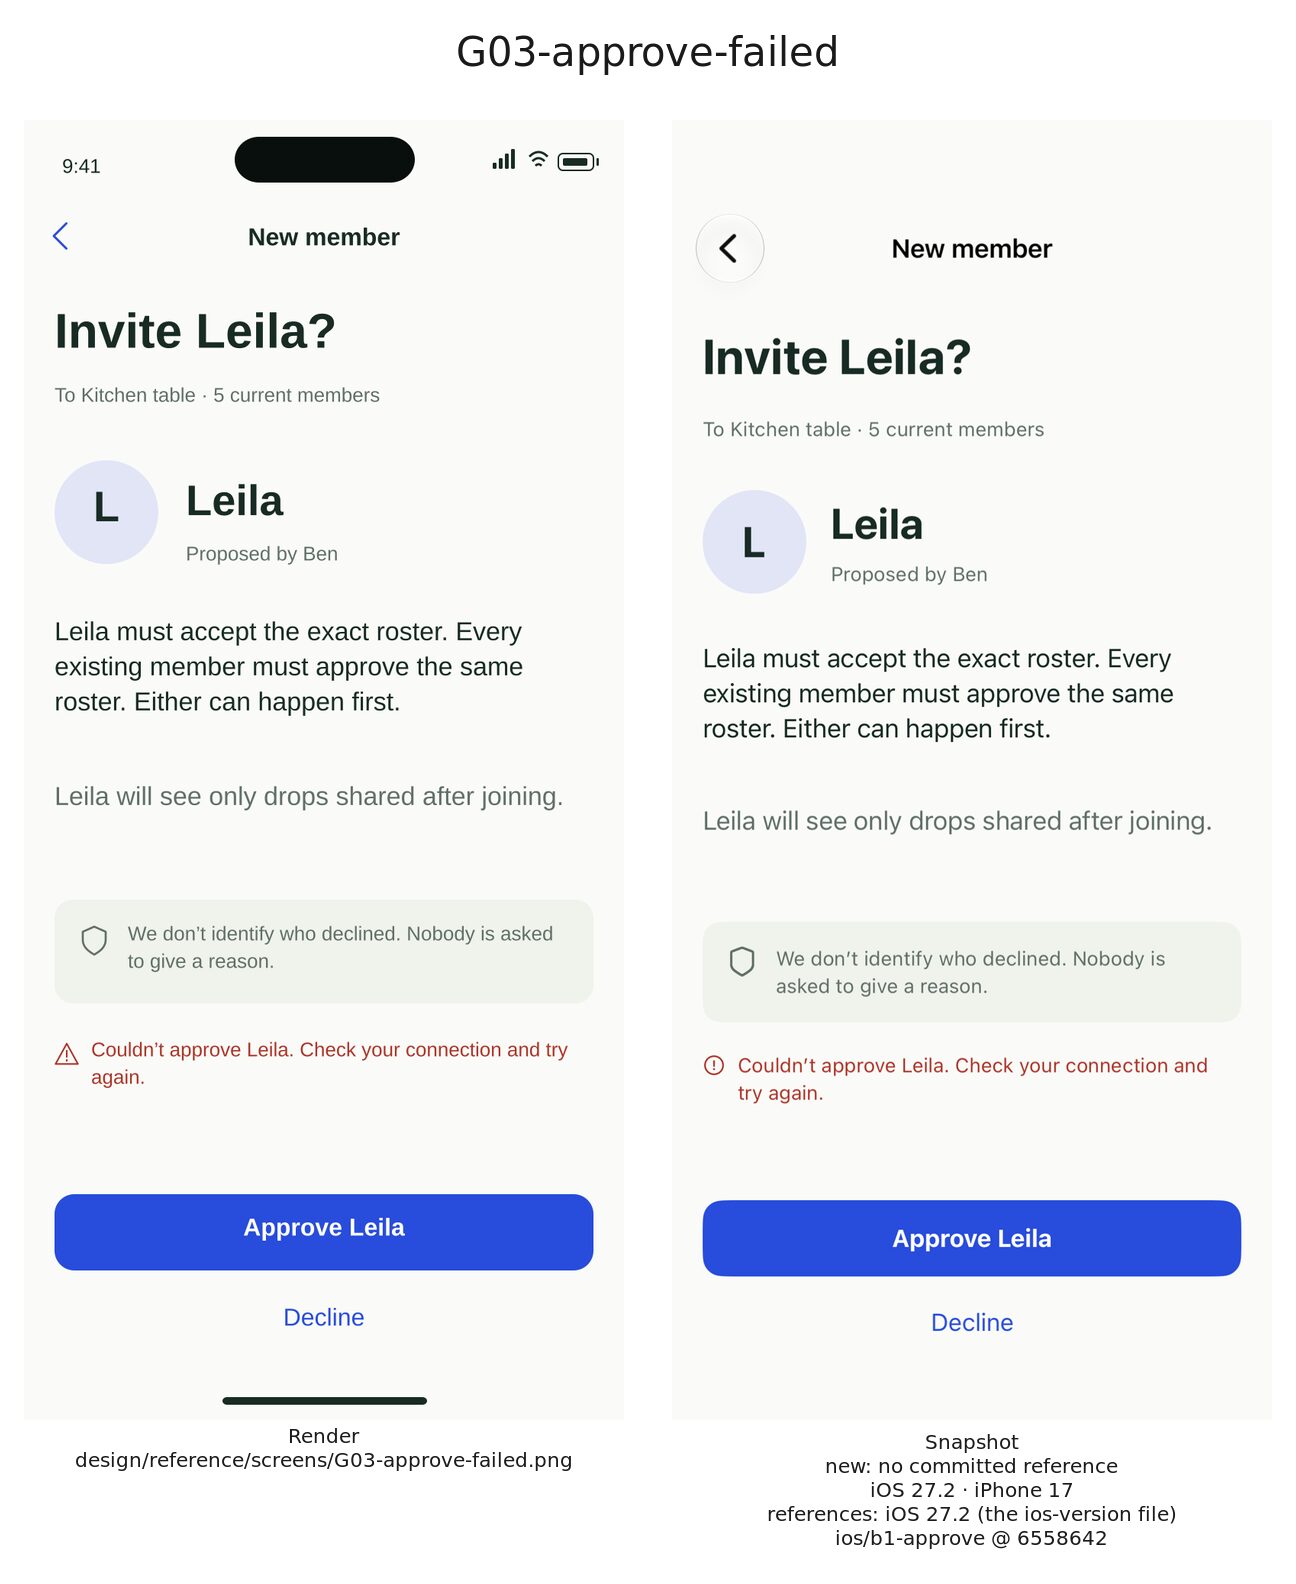 G03-approve-failed
9:41
New member
Invite Leila?
To Kitchen table · 5 current members
L
Leila
Proposed by Ben
Leila must accept the exact roster. Every
existing member must approve the same
roster. Either can happen first.
Leila will see only drops shared after joining.
We don’t identify who declined. Nobody is asked
to give a reason.
Couldn’t approve Leila. Check your connection and try
again.
Approve Leila
Decline
Render
design/reference/screens/G03-approve-failed.png
New member
Invite Leila?
To Kitchen table · 5 current members
L
Leila
Proposed by Ben
Leila must accept the exact roster. Every
existing member must approve the same
roster. Either can happen first.
Leila will see only drops shared after joining.
We don’t identify who declined. Nobody is
asked to give a reason.
Couldn’t approve Leila. Check your connection and
try again.
Approve Leila
Decline
Snapshot
new: no committed reference
iOS 27.2 · iPhone 17
references: iOS 27.2 (the ios-version file)
ios/b1-approve @ 6558642